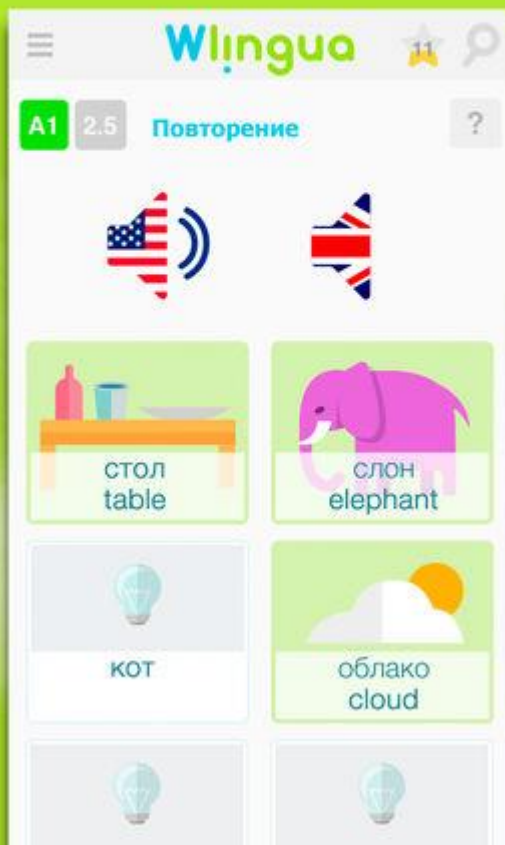 Wlingua
11
A1 2.5 Повторение ?
стол
table
слон
elephant
кот
облако
cloud